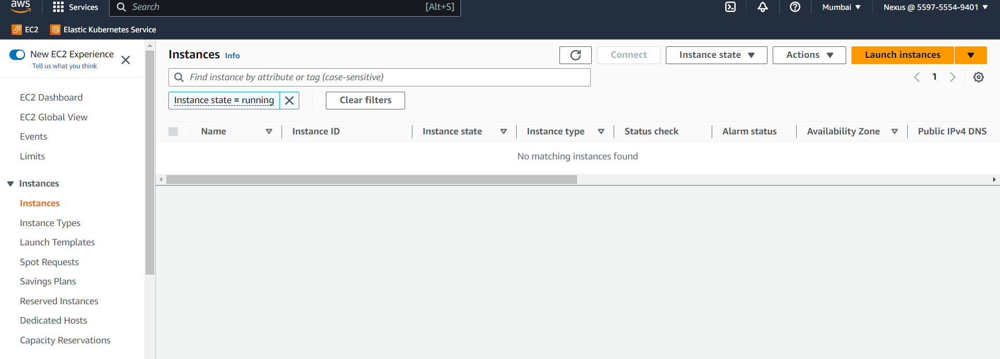 aws Services Search [Alt+S] Mumbai Nexus @ 5597-5554-9401
EC2 Elastic Kubernetes Service
New EC2 Experience
Tell us what you think
EC2 Dashboard
EC2 Global View
Events
Limits
Instances
Instances
Instance Types
Launch Templates
Spot Requests
Savings Plans
Reserved Instances
Dedicated Hosts
Capacity Reservations
Instances Info Connect Instance state Actions Launch instances
Find instance by attribute or tag (case-sensitive) 1
Instance state = running Clear filters
Name Instance ID Instance state Instance type Status check Alarm status Availability Zone Public IPv4 DNS
No matching instances found